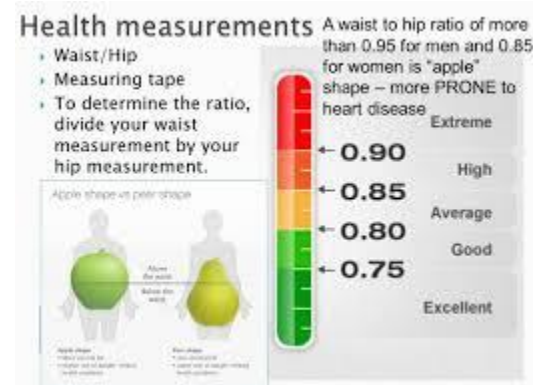 Health measurements
Waist/Hip
Measuring tape
To determine the ratio,
divide your waist
measurement by your
hip measurement.
A waist to hip ratio of more
than 0.95 for men and 0.85
for women is "apple"
shape – more PRONE to
heart disease
Extreme
0.90
High
0.85
Average
0.80
Good
0.75
Excellent
Apple shape vs pear shape
Above
the waist
Below the
waist
Apple shape
Pear shape